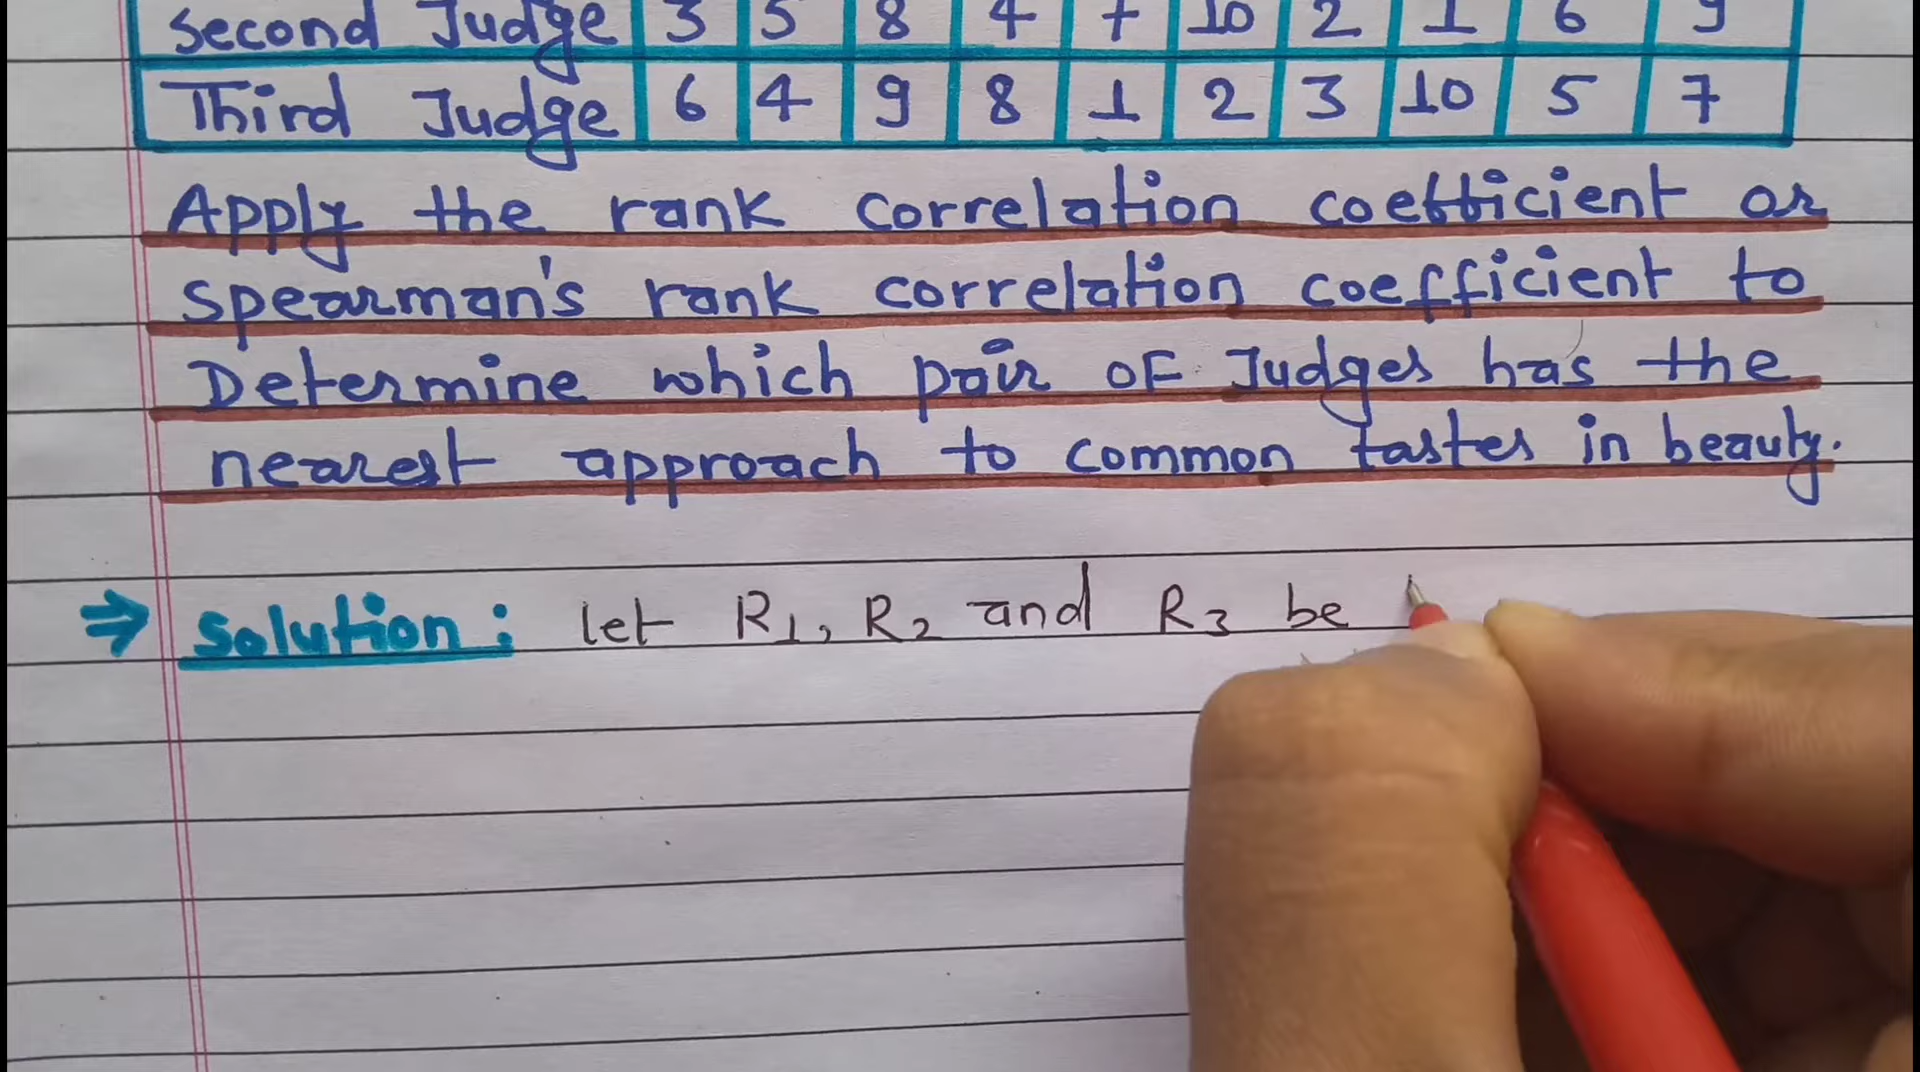 Second Judge 3 5 8 4 7 10 2 1 6 9
Third Judge 6 4 9 8 1 2 3 10 5 7
Apply the rank correlation coefficient or
spearman's rank correlation coefficient to
Determine which pair of Judges has the
nearest approach to common tastes in beauty.
⇒ Solution: let R1, R2 and R3 be